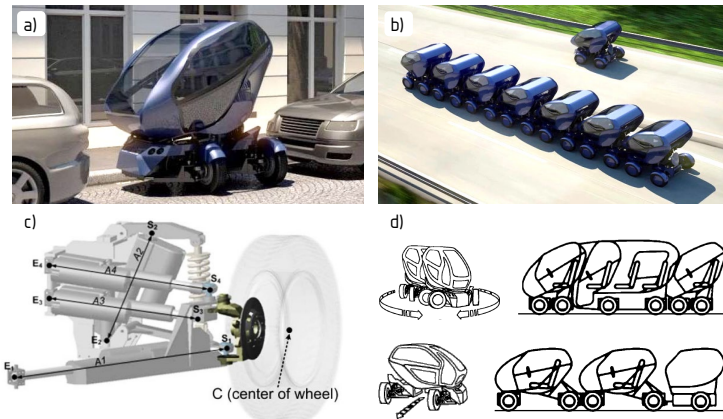 a)
b)
c)
d)
S₂
E₄
A4
A2
S₄
E₃
A3
S₃
E₂
S₁
E₁
A1
C (center of wheel)